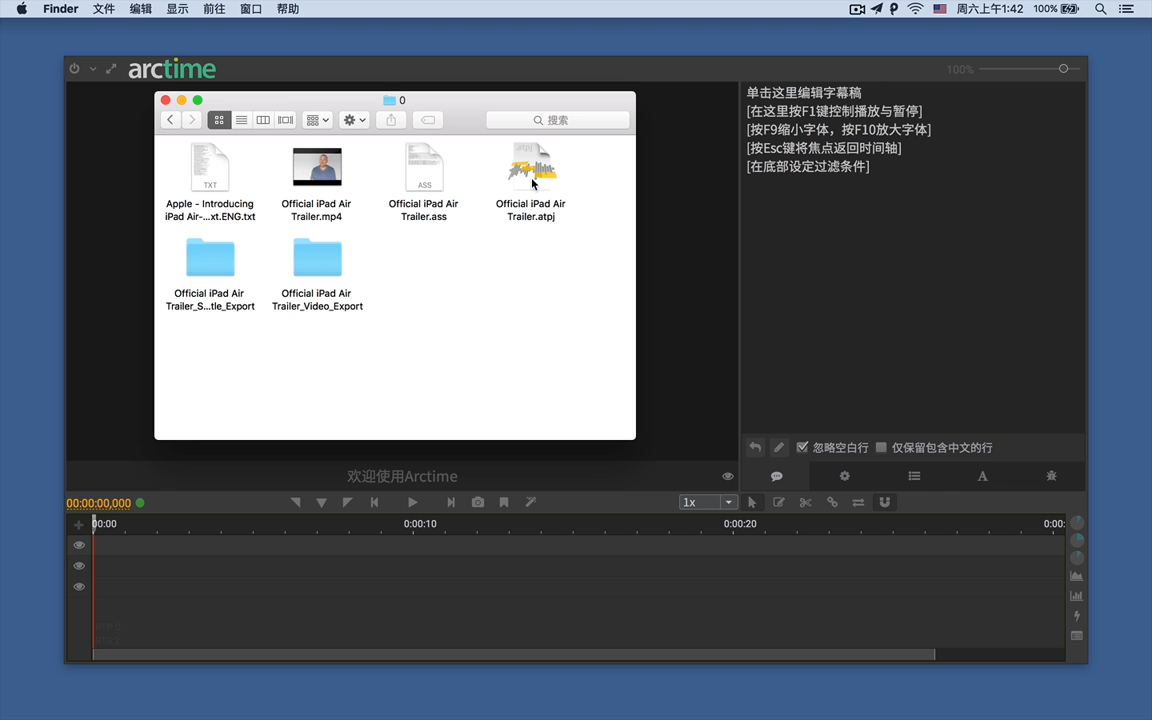 Finder 文件 编辑 显示 前往 窗口 帮助 周六上午1:42 100%
arctime 100%
0
搜索
TXT
ASS
.atpj
Apple - Introducing
iPad Air-...xt.ENG.txt
Official iPad Air
Trailer.mp4
Official iPad Air
Trailer.ass
Official iPad Air
Trailer.atpj
Official iPad Air
Trailer_S...tle_Export
Official iPad Air
Trailer_Video_Export
单击这里编辑字幕稿
[在这里按F1键控制播放与暂停]
[按F9缩小字体，按F10放大字体]
[按Esc键将焦点返回时间轴]
[在底部设定过滤条件]
忽略空白行 仅保留包含中文的行
欢迎使用Arctime
00:00:00,000 1x
00:00 0:00:10 0:00:20 0:00: